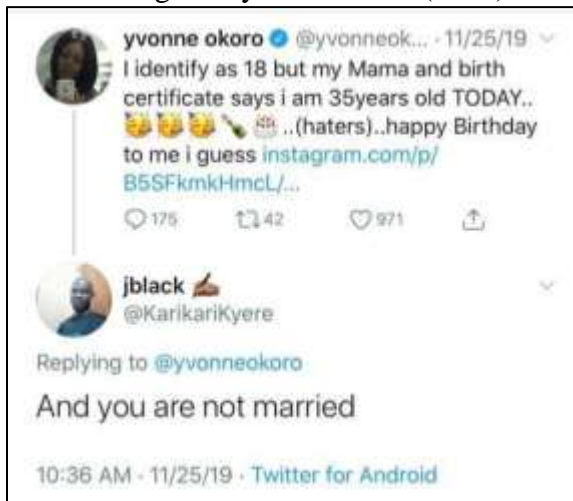 yvonne okoro @yvonneok... · 11/25/19
I identify as 18 but my Mama and birth
certificate says i am 35years old TODAY..
🥳🥳🥳🍾🎂..(haters)..happy Birthday
to me i guess instagram.com/p/
B5SFkmkHmcL/...
175 42 971
jblack ✍🏾
@KarikariKyere
Replying to @yvonneokoro
And you are not married
10:36 AM · 11/25/19 · Twitter for Android